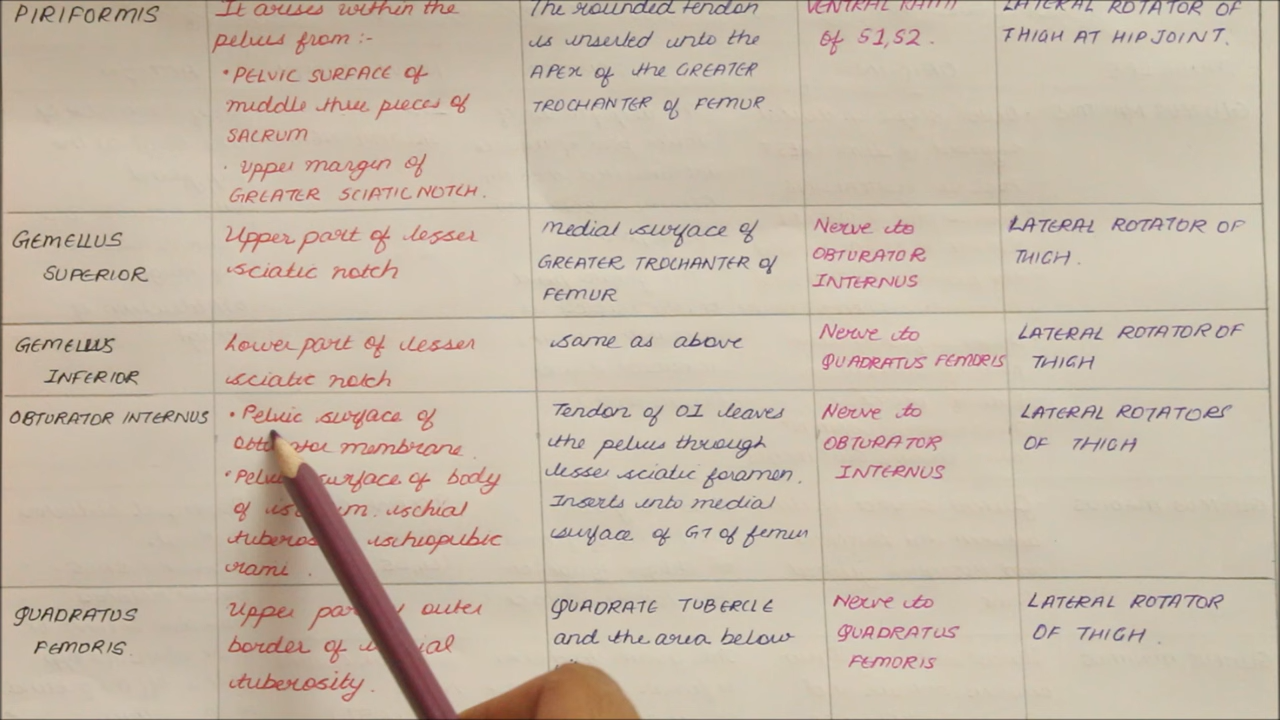 PIRIFORMIS
It arises within the
pelvis from :-
• PELVIC SURFACE of
middle three pieces of
SACRUM
• Upper margin of
GREATER SCIATIC NOTCH.
The rounded tendon
is inserted into the
APEX of the GREATER
TROCHANTER of FEMUR
VENTRAL RAMI
of S1, S2.
LATERAL ROTATOR OF
THIGH AT HIP JOINT.
GEMELLUS
SUPERIOR
Upper part of lesser
sciatic notch
Medial surface of
GREATER TROCHANTER of
FEMUR
Nerve to
OBTURATOR
INTERNUS
LATERAL ROTATOR OF
THIGH.
GEMELLUS
INFERIOR
Lower part of lesser
sciatic notch
same as above
Nerve to
QUADRATUS FEMORIS
LATERAL ROTATOR OF
THIGH
OBTURATOR INTERNUS
• Pelvic surface of
membrane.
• surface of body
of ischial
ischiopubic
rami.
Tendon of OI leaves
the pelvis through
lesser sciatic foramen.
Inserts into medial
surface of GT of femur
Nerve to
OBTURATOR
INTERNUS
LATERAL ROTATORS
OF THIGH
QUADRATUS
FEMORIS.
Upper outer
border of
tuberosity.
QUADRATE TUBERCLE
and the area below
Nerve to
QUADRATUS
FEMORIS
LATERAL ROTATOR
OF THIGH.